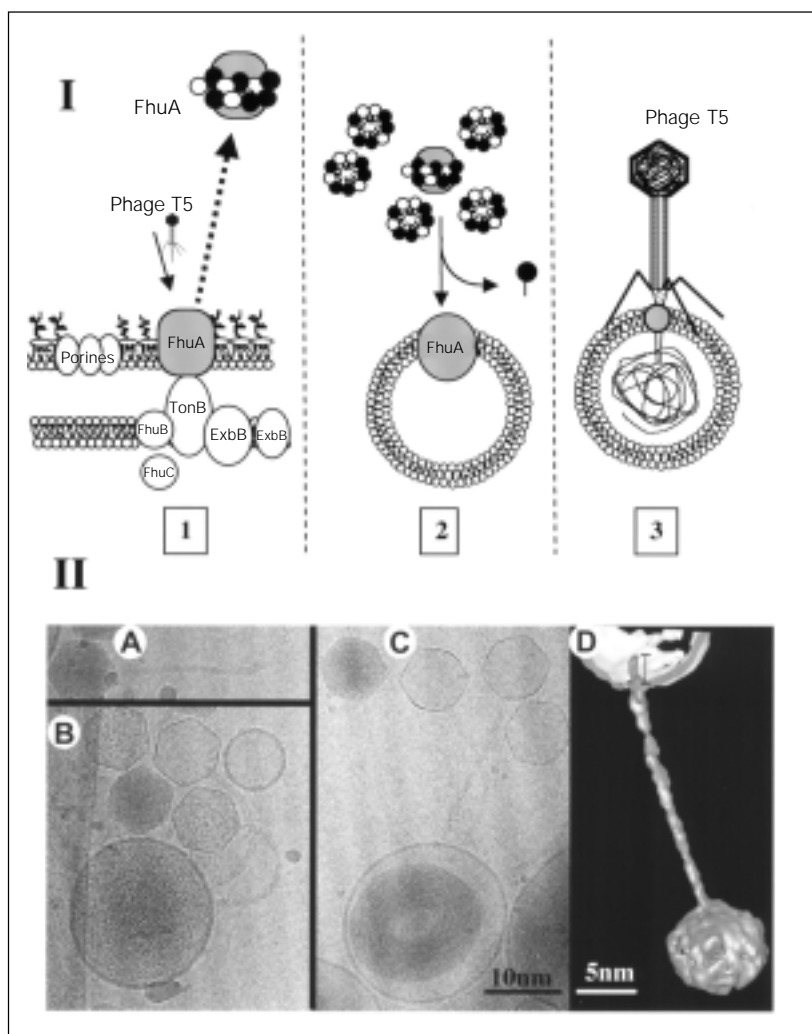 I
FhuA
Phage T5
FhuA
Porines
TonB
FhuB
ExbB
ExbB
FhuC
1
FhuA
2
Phage T5
3
II
A
B
C
10nm
D
5nm